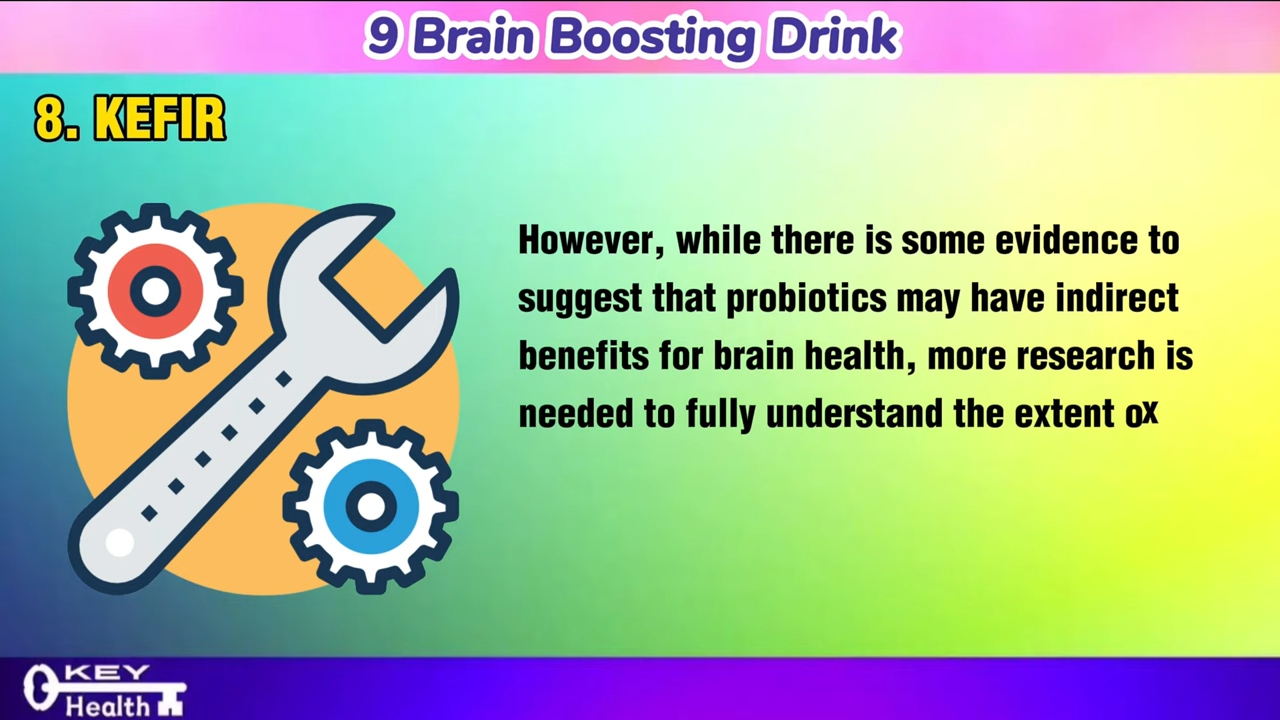 9 Brain Boosting Drink
8. KEFIR
However, while there is some evidence to
suggest that probiotics may have indirect
benefits for brain health, more research is
needed to fully understand the extent ox
KEY
Health